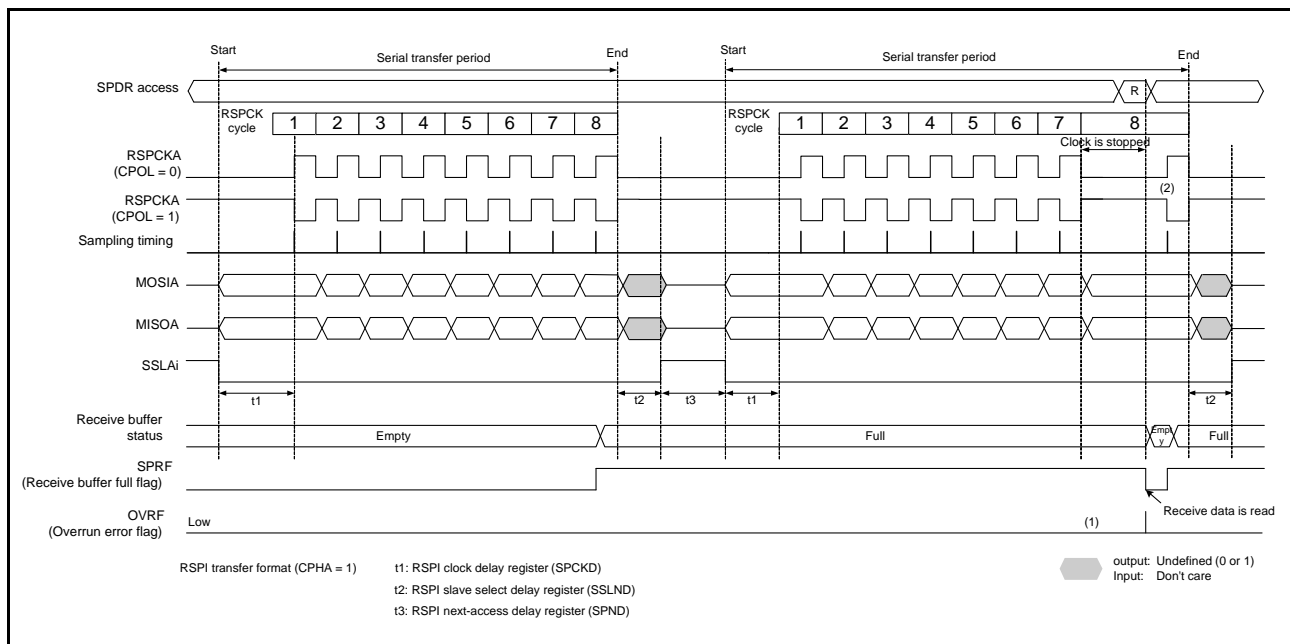 Start
Serial transfer period
End
Start
Serial transfer period
End
SPDR access
R
RSPCK
cycle
1 2 3 4 5 6 7 8
RSPCK
cycle
1 2 3 4 5 6 7 8
Clock is stopped
RSPCKA
(CPOL = 0)
RSPCKA
(CPOL = 1)
(2)
Sampling timing
MOSIA
MISOA
SSLAi
t1
t2
t3
t1
t2
Receive buffer
status
Empty
Full
Empt
y
Full
SPRF
(Receive buffer full flag)
Receive data is read
OVRF
(Overrun error flag)
Low
(1)
RSPI transfer format (CPHA = 1)
t1: RSPI clock delay register (SPCKD)
t2: RSPI slave select delay register (SSLND)
t3: RSPI next-access delay register (SPND)
output: Undefined (0 or 1)
Input: Don't care